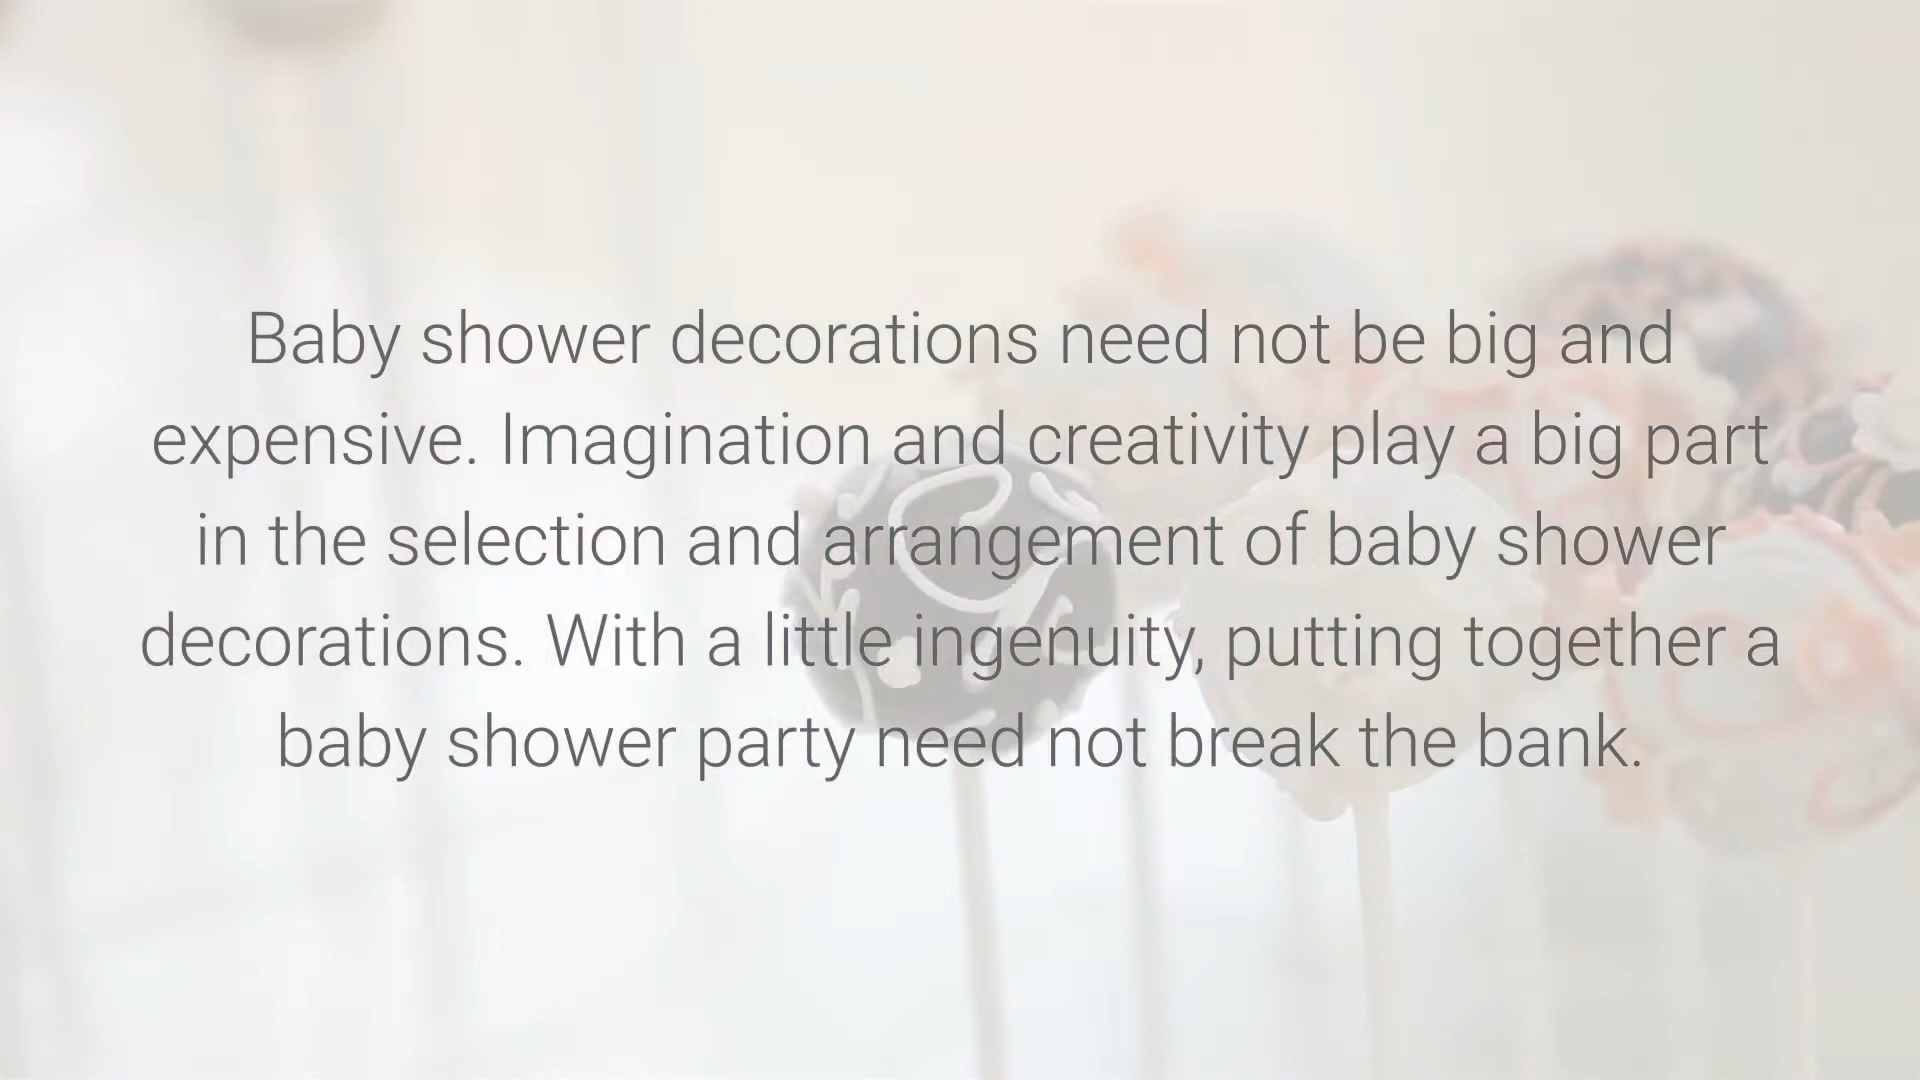 Baby shower decorations need not be big and
expensive. Imagination and creativity play a big part
in the selection and arrangement of baby shower
decorations. With a little ingenuity, putting together a
baby shower party need not break the bank.